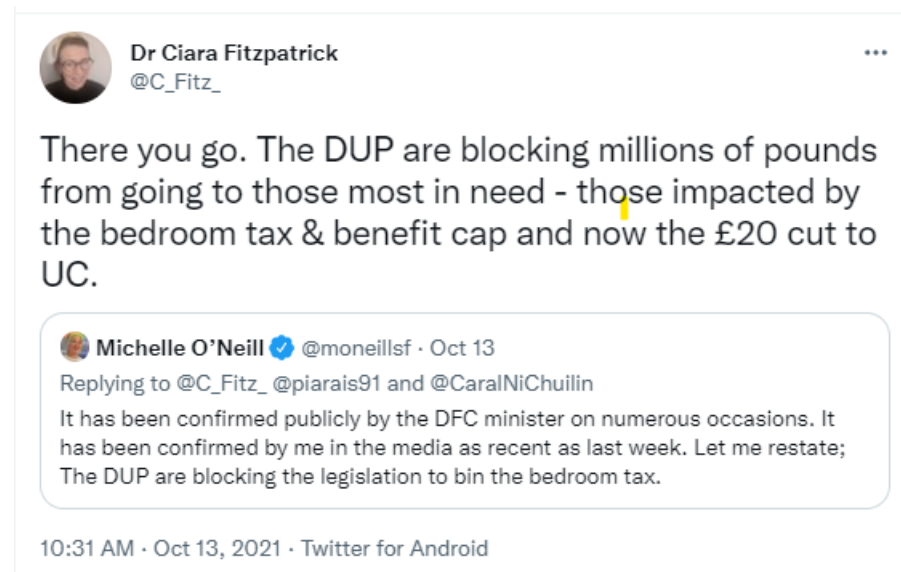 Dr Ciara Fitzpatrick
@C_Fitz_
There you go. The DUP are blocking millions of pounds
from going to those most in need - those impacted by
the bedroom tax & benefit cap and now the £20 cut to
UC.
Michelle O’Neill @moneillsf · Oct 13
Replying to @C_Fitz_ @piarais91 and @CaralNiChuilin
It has been confirmed publicly by the DFC minister on numerous occasions. It
has been confirmed by me in the media as recent as last week. Let me restate;
The DUP are blocking the legislation to bin the bedroom tax.
10:31 AM · Oct 13, 2021 · Twitter for Android